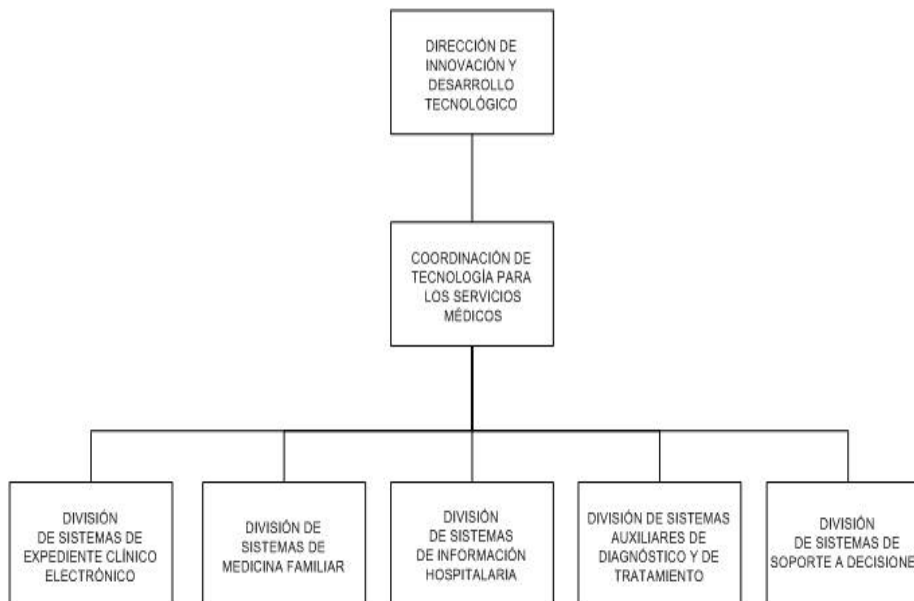 DIRECCIÓN DE
INNOVACIÓN Y
DESARROLLO
TECNOLÓGICO
COORDINACIÓN DE
TECNOLOGÍA PARA
LOS SERVICIOS
MÉDICOS
DIVISIÓN
DE SISTEMAS DE
EXPEDIENTE CLÍNICO
ELECTRÓNICO
DIVISIÓN DE
SISTEMAS DE
MEDICINA FAMILIAR
DIVISIÓN
DE SISTEMAS
DE INFORMACIÓN
HOSPITALARIA
DIVISIÓN DE SISTEMAS
AUXILIARES DE
DIAGNÓSTICO Y DE
TRATAMIENTO
DIVISIÓN
DE SISTEMAS DE
SOPORTE A DECISIONE